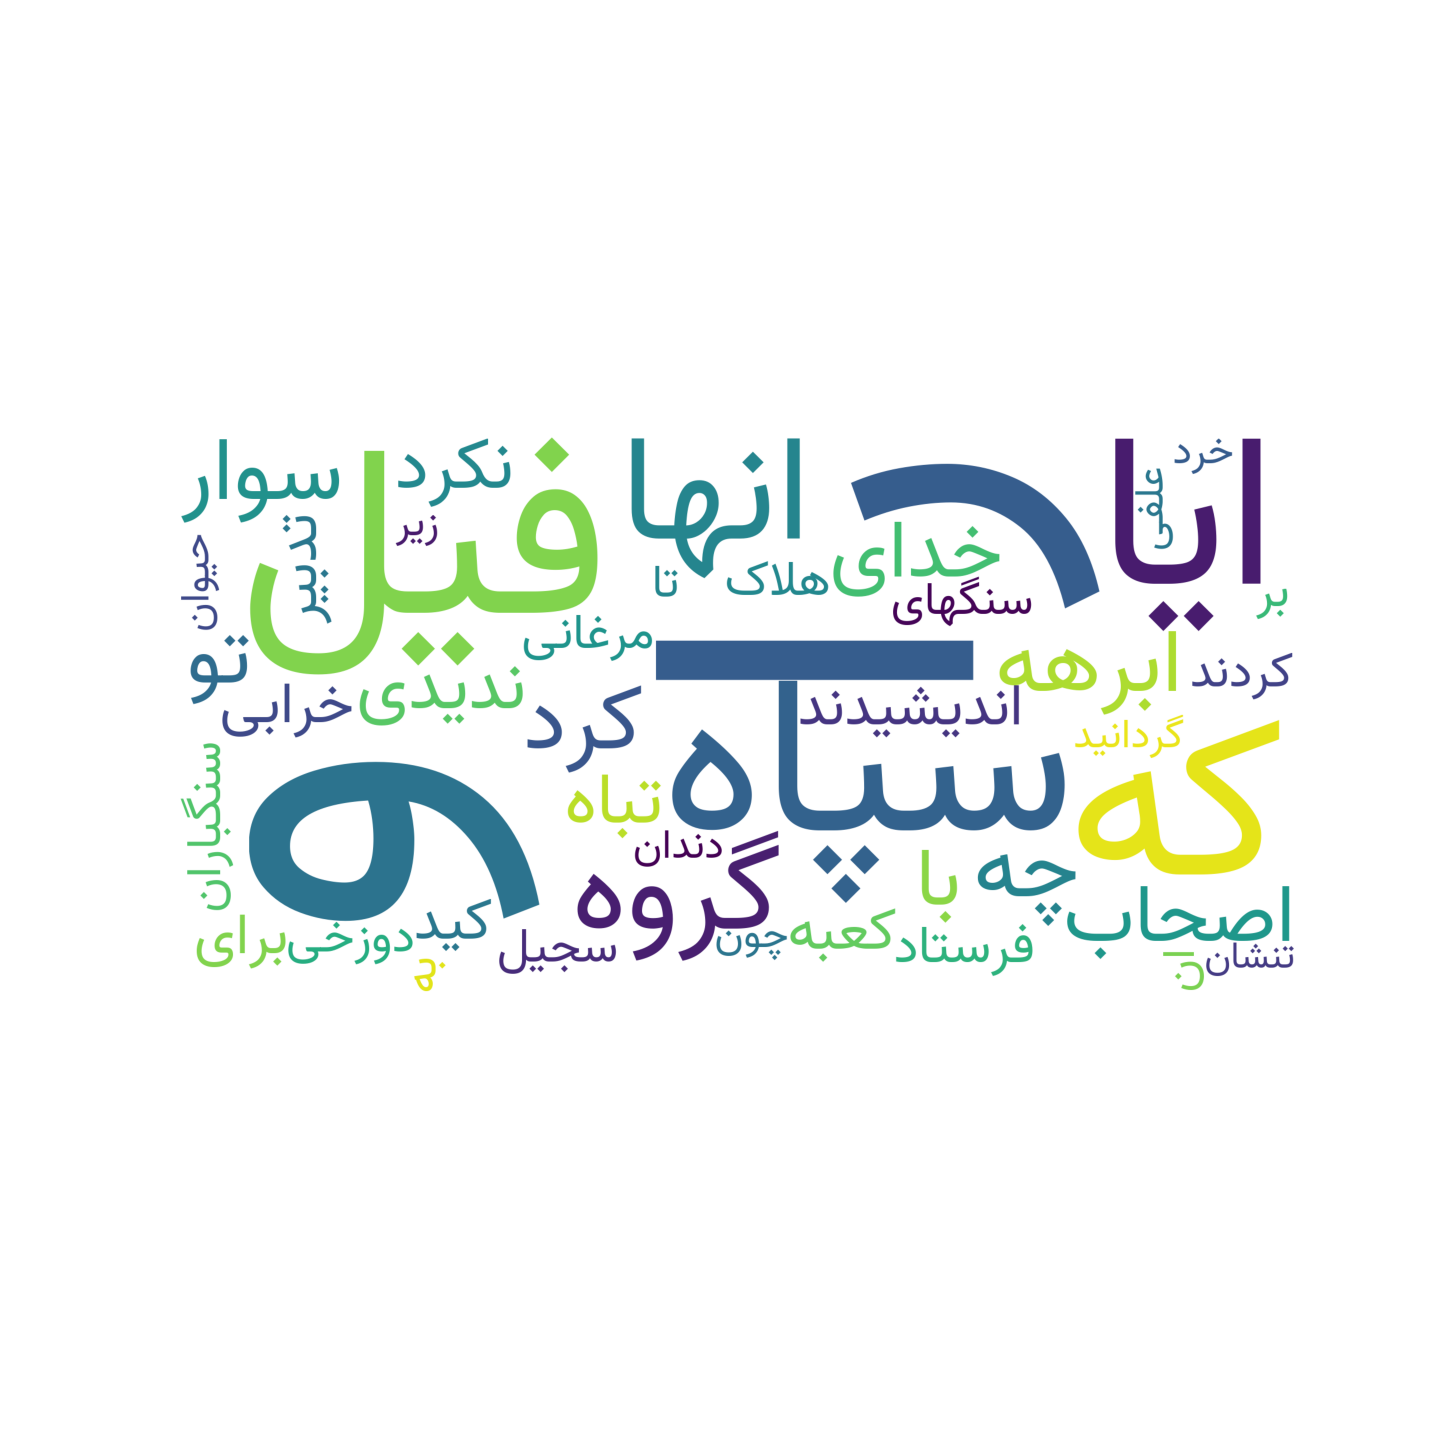 ایا
را
انها
فیل
نکرد
سوار
خرد
علفی
خدای
هلاک
تا
زیر
تدبیر
حیوان
سنگهای
بر
مرغانی
تو
ابرهه
کردند
ندیدی
خرابی
کرد
اندیشیدند
سپاه
که
گردانید
و
تباه
سنگباران
دندان
گروه
چه
با
اصحاب
کید
دوزخی
برای
سجیل
چون
کعبه
فرستاد
تنشان
ان
به